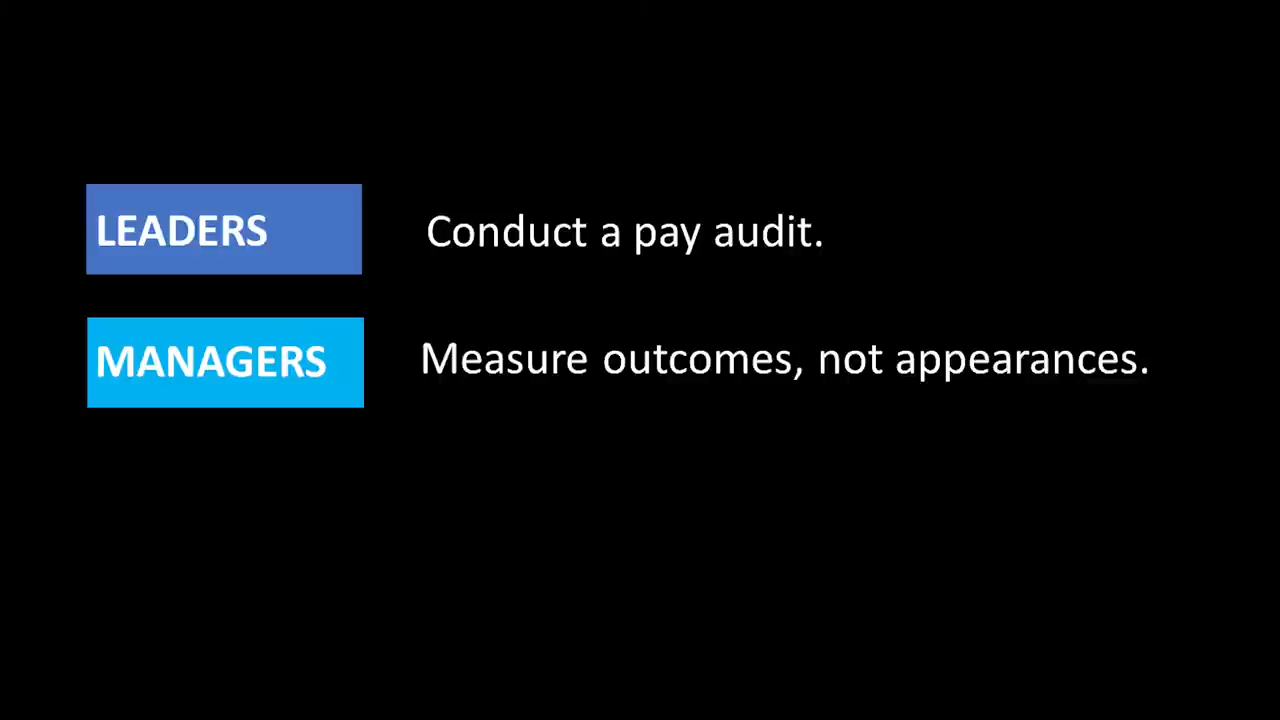 LEADERS Conduct a pay audit.
MANAGERS Measure outcomes, not appearances.